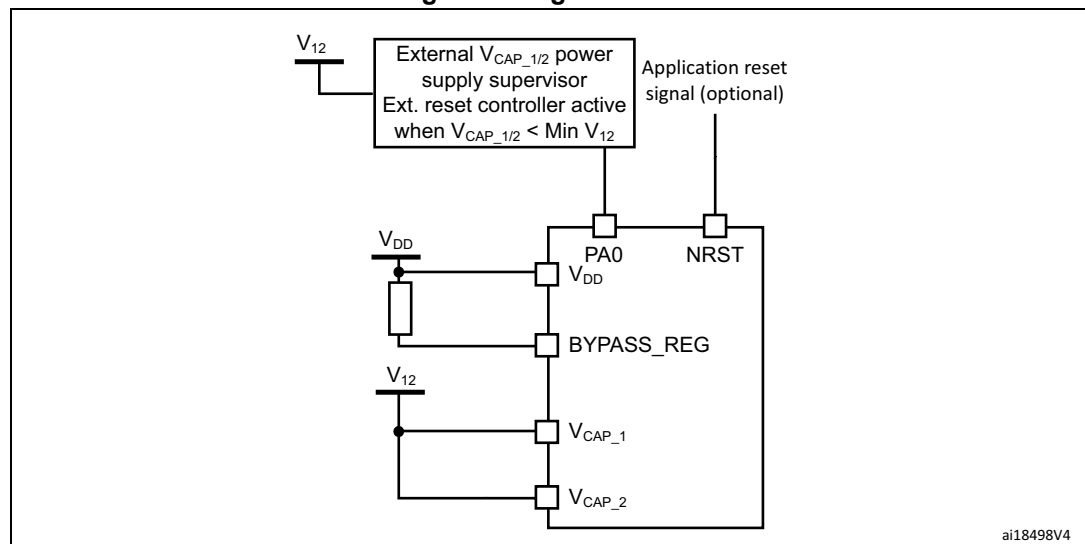 V12
External VCAP_1/2 power
supply supervisor
Ext. reset controller active
when VCAP_1/2 < Min V12
Application reset
signal (optional)
PA0
NRST
VDD
VDD
BYPASS_REG
V12
VCAP_1
VCAP_2
ai18498V4